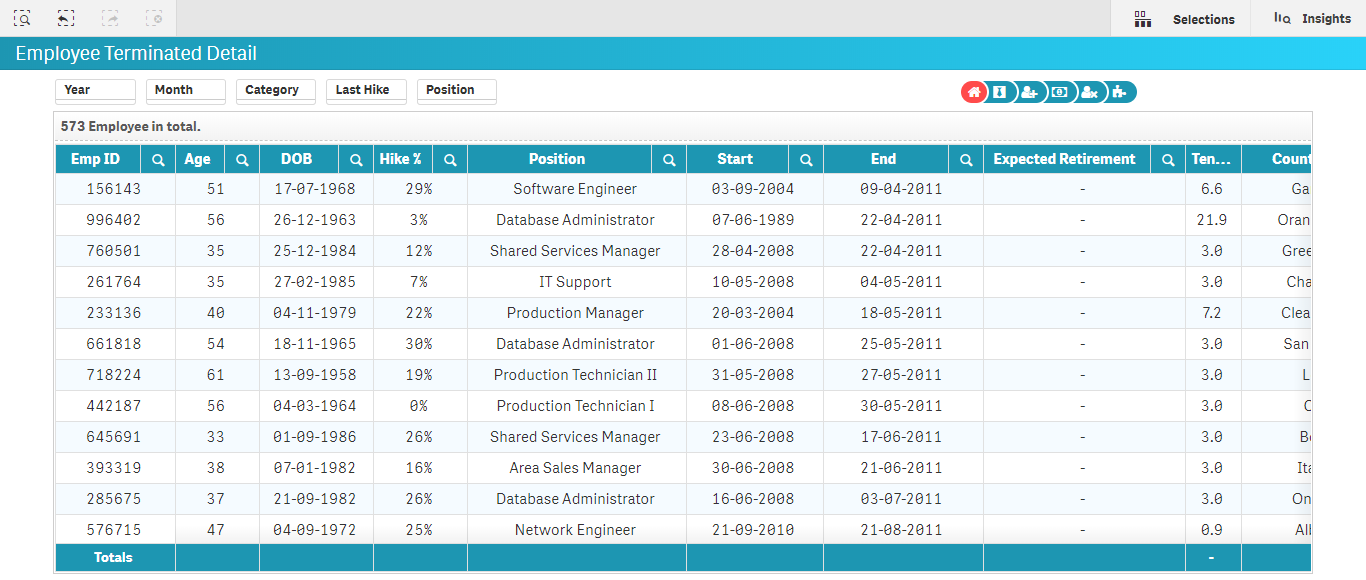 Selections Insights
Employee Terminated Detail
Year Month Category Last Hike Position
573 Employee in total.
Emp ID Age DOB Hike % Position Start End Expected Retirement Ten... Count
156143 51 17-07-1968 29% Software Engineer 03-09-2004 09-04-2011 - 6.6 Ga
996402 56 26-12-1963 3% Database Administrator 07-06-1989 22-04-2011 - 21.9 Oran
760501 35 25-12-1984 12% Shared Services Manager 28-04-2008 22-04-2011 - 3.0 Gree
261764 35 27-02-1985 7% IT Support 10-05-2008 04-05-2011 - 3.0 Cha
233136 40 04-11-1979 22% Production Manager 20-03-2004 18-05-2011 - 7.2 Clea
661818 54 18-11-1965 30% Database Administrator 01-06-2008 25-05-2011 - 3.0 San
718224 61 13-09-1958 19% Production Technician II 31-05-2008 27-05-2011 - 3.0 L
442187 56 04-03-1964 0% Production Technician I 08-06-2008 30-05-2011 - 3.0
645691 33 01-09-1986 26% Shared Services Manager 23-06-2008 17-06-2011 - 3.0
393319 38 07-01-1982 16% Area Sales Manager 30-06-2008 21-06-2011 - 3.0 Ita
285675 37 21-09-1982 26% Database Administrator 16-06-2008 03-07-2011 - 3.0 On
576715 47 04-09-1972 25% Network Engineer 21-09-2010 21-08-2011 - 0.9 All
Totals -